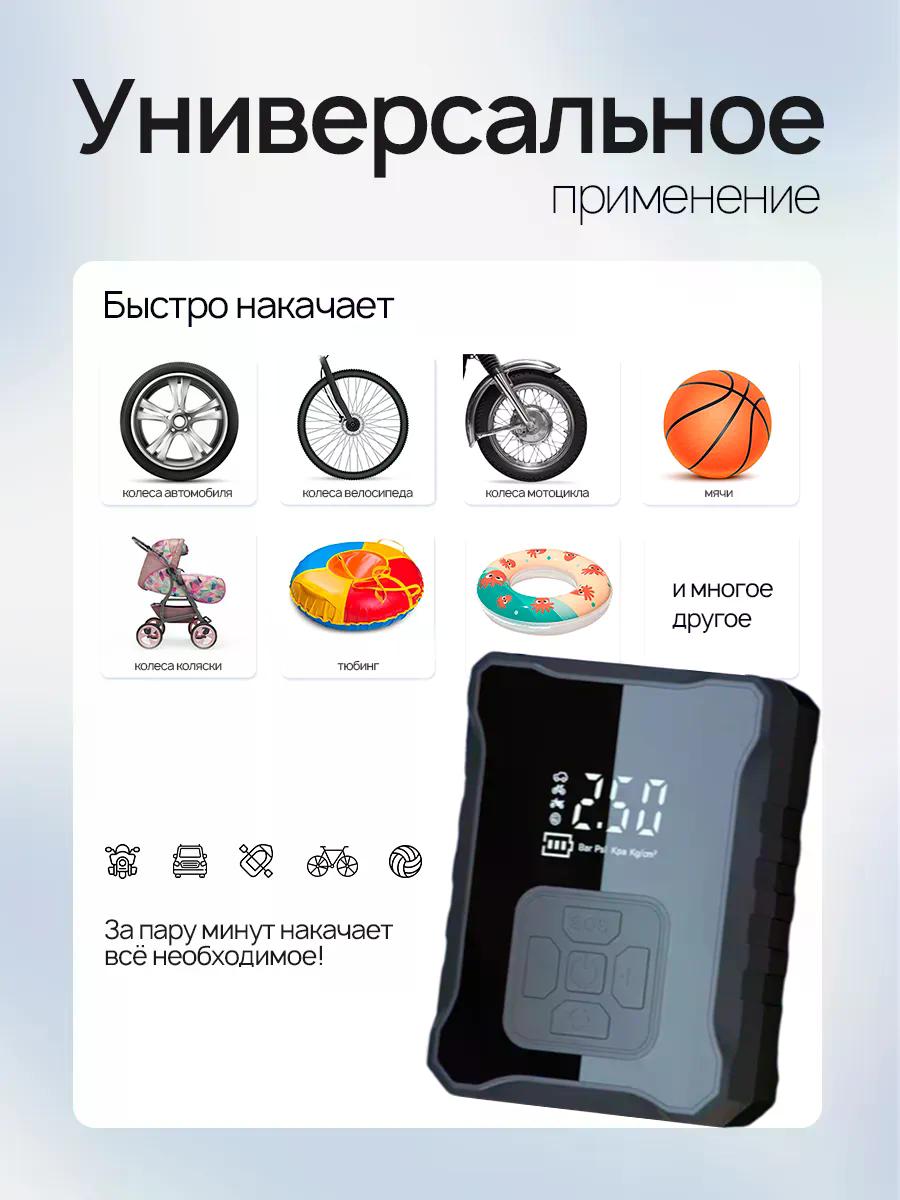 Универсальное
применение
Быстро накачает
колеса автомобиля
колеса велосипеда
колеса мотоцикла
мячи
колеса коляски
тюбинг
и многое
другое
2.50
Bar Psi Kpa Kg/cm²
SOS
За пару минут накачает
всё необходимое!